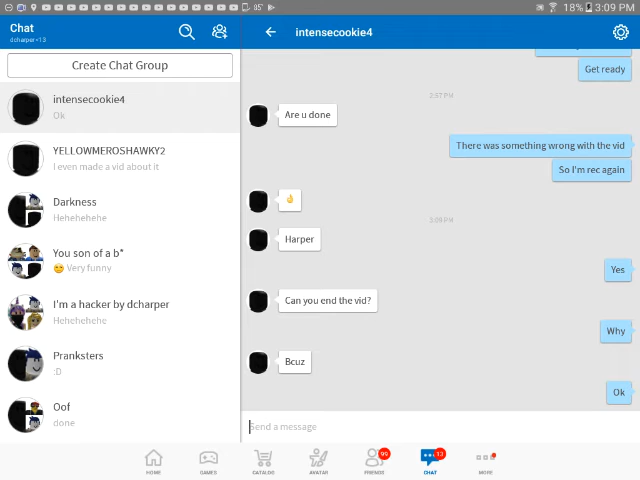 18% 3:09 PM
Chat
dcharper<13
intensecookie4
Create Chat Group
intensecookie4
Ok
YELLOWMEROSHAWKY2
I even made a vid about it
Darkness
Hehehehehe
You son of a b*
😊 Very funny
I'm a hacker by dcharper
Hehehehehe
Pranksters
:D
Oof
done
Get ready
2:57 PM
Are u done
There was something wrong with the vid
So I'm rec again
👌
3:09 PM
Harper
Yes
Can you end the vid?
Why
Bcuz
Ok
Send a message
HOME
GAMES
CATALOG
AVATAR
99
FRIENDS
13
CHAT
MORE